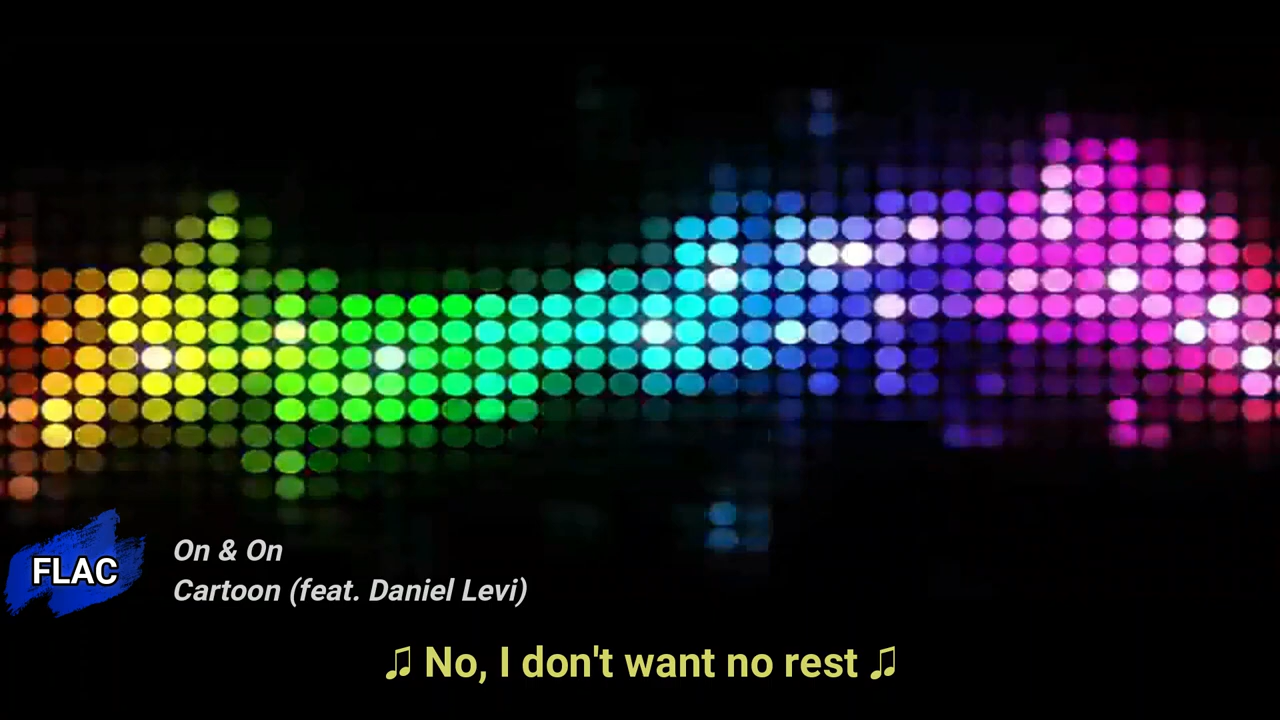 On & On
FLAC
Cartoon (feat. Daniel Levi)
♫ No, I don't want no rest ♫